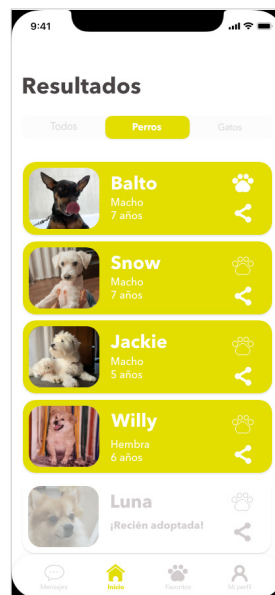 9:41
Resultados
Todos Perros Gatos
Balto
Macho
7 años
Snow
Macho
7 años
Jackie
Macho
5 años
Willy
Hembra
6 años
Luna
¡Recién adoptada!
Mensajes Inicio Favoritos Mi perfil